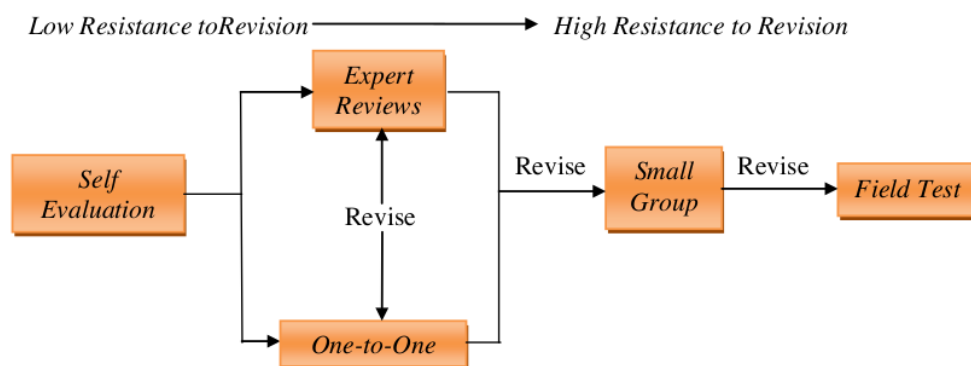 Low Resistance toRevision
High Resistance to Revision
Expert
Reviews
Self
Evaluation
Revise
Revise
Small
Group
Revise
Field Test
One-to-One